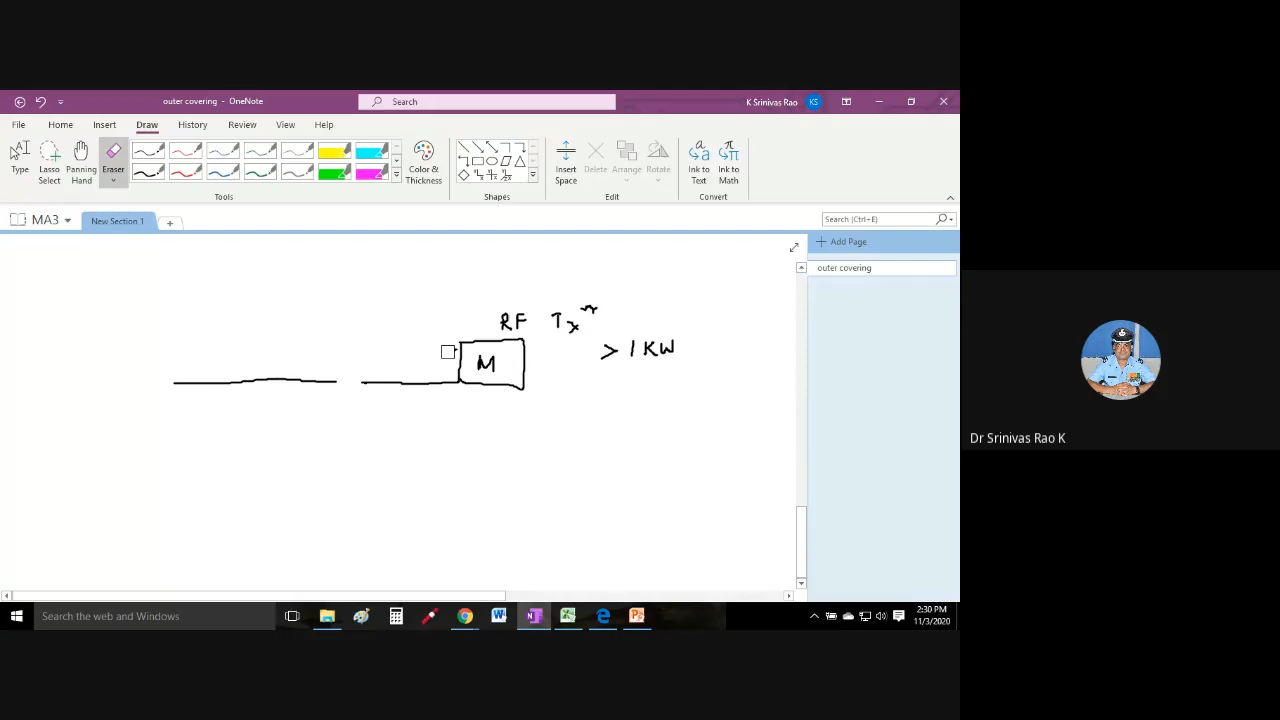 outer covering - OneNote
Search
K Srinivas Rao
KS
File Home Insert Draw History Review View Help
Type
Lasso Select
Panning Hand
Eraser
Color & Thickness
Insert Space
Delete
Arrange
Rotate
Ink to Text
Ink to Math
Tools
Shapes
Edit
Convert
MA3
New Section 1
Search (Ctrl+E)
Add Page
outer covering
RF Tx
> 1 KW
M
Dr Srinivas Rao K
Search the web and Windows
2:30 PM
11/3/2020